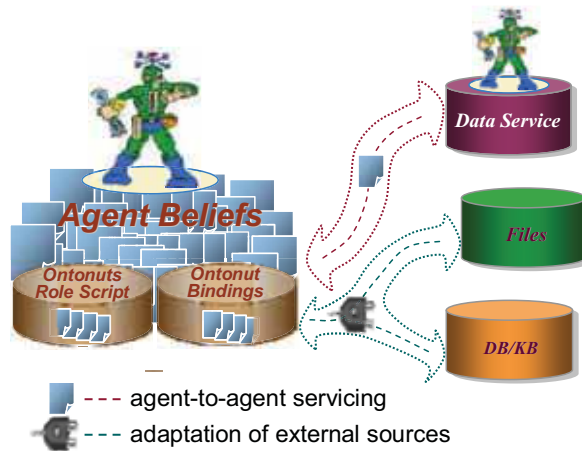 Data Service
Agent Beliefs
Ontonuts
Role Script
Ontonut
Bindings
Files
DB/KB
agent-to-agent servicing
adaptation of external sources